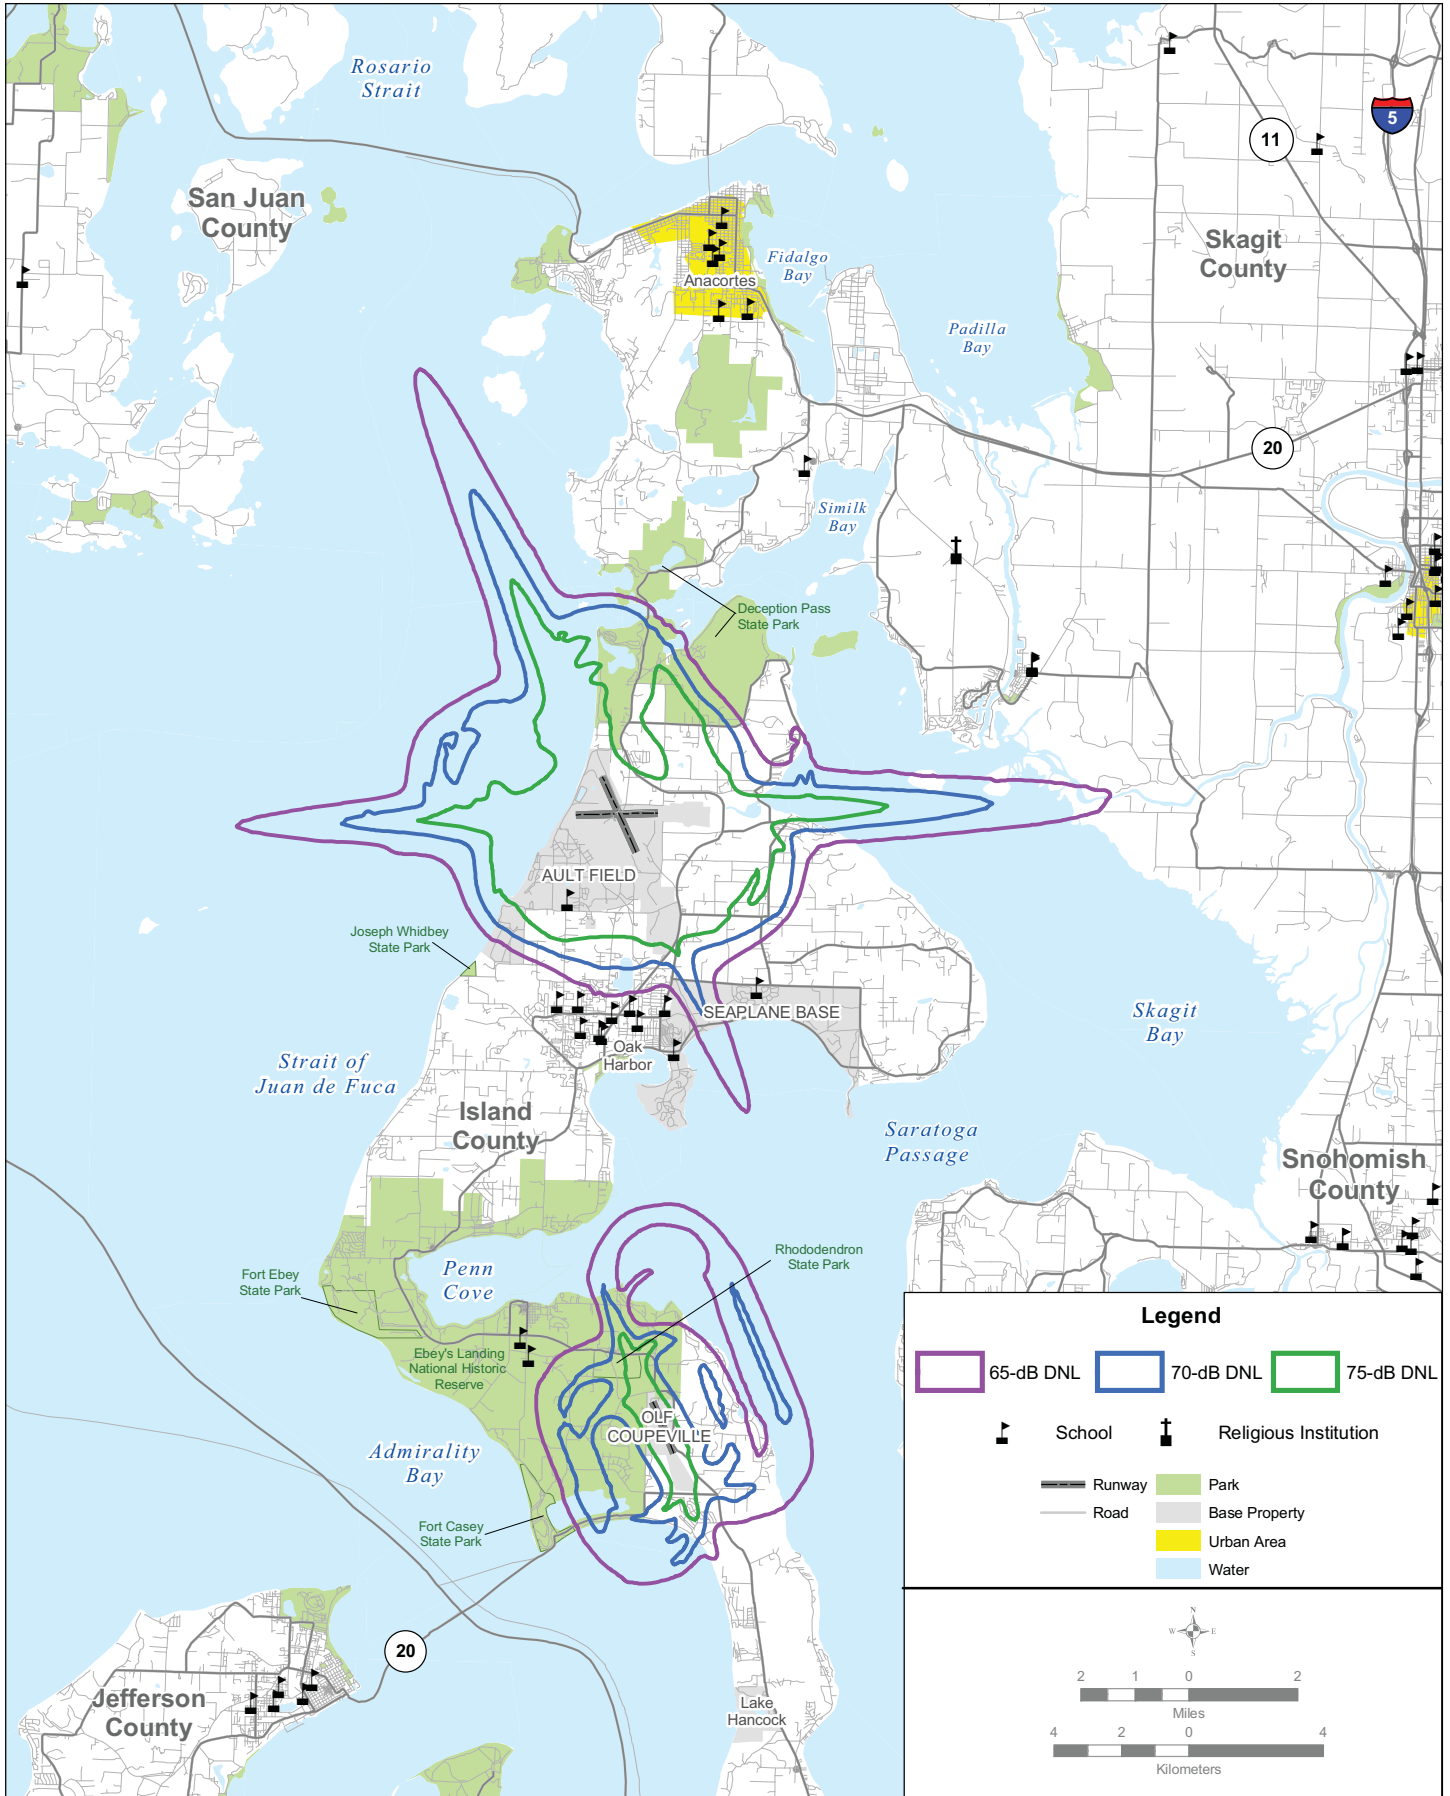 Rosario
Strait
5
11
San Juan
County
Skagit
County
Fidalgo
Bay
Anacortes
Padilla
Bay
20
Similk
Bay
Deception Pass
State Park
AULT FIELD
Joseph Whidbey
State Park
SEAPLANE BASE
Skagit
Bay
Oak
Harbor
Strait of
Juan de Fuca
Island
County
Saratoga
Passage
Snohomish
County
Rhododendron
State Park
Penn
Cove
Fort Ebey
State Park
Ebey's Landing
National Historic
Reserve
OLF
COUPEVILLE
Admirality
Bay
Fort Casey
State Park
20
Jefferson
County
Lake
Hancock
Legend
65-dB DNL
70-dB DNL
75-dB DNL
School
Religious Institution
Runway
Park
Road
Base Property
Urban Area
Water
N
W E
S
2 1 0 2
Miles
4 2 0 4
Kilometers